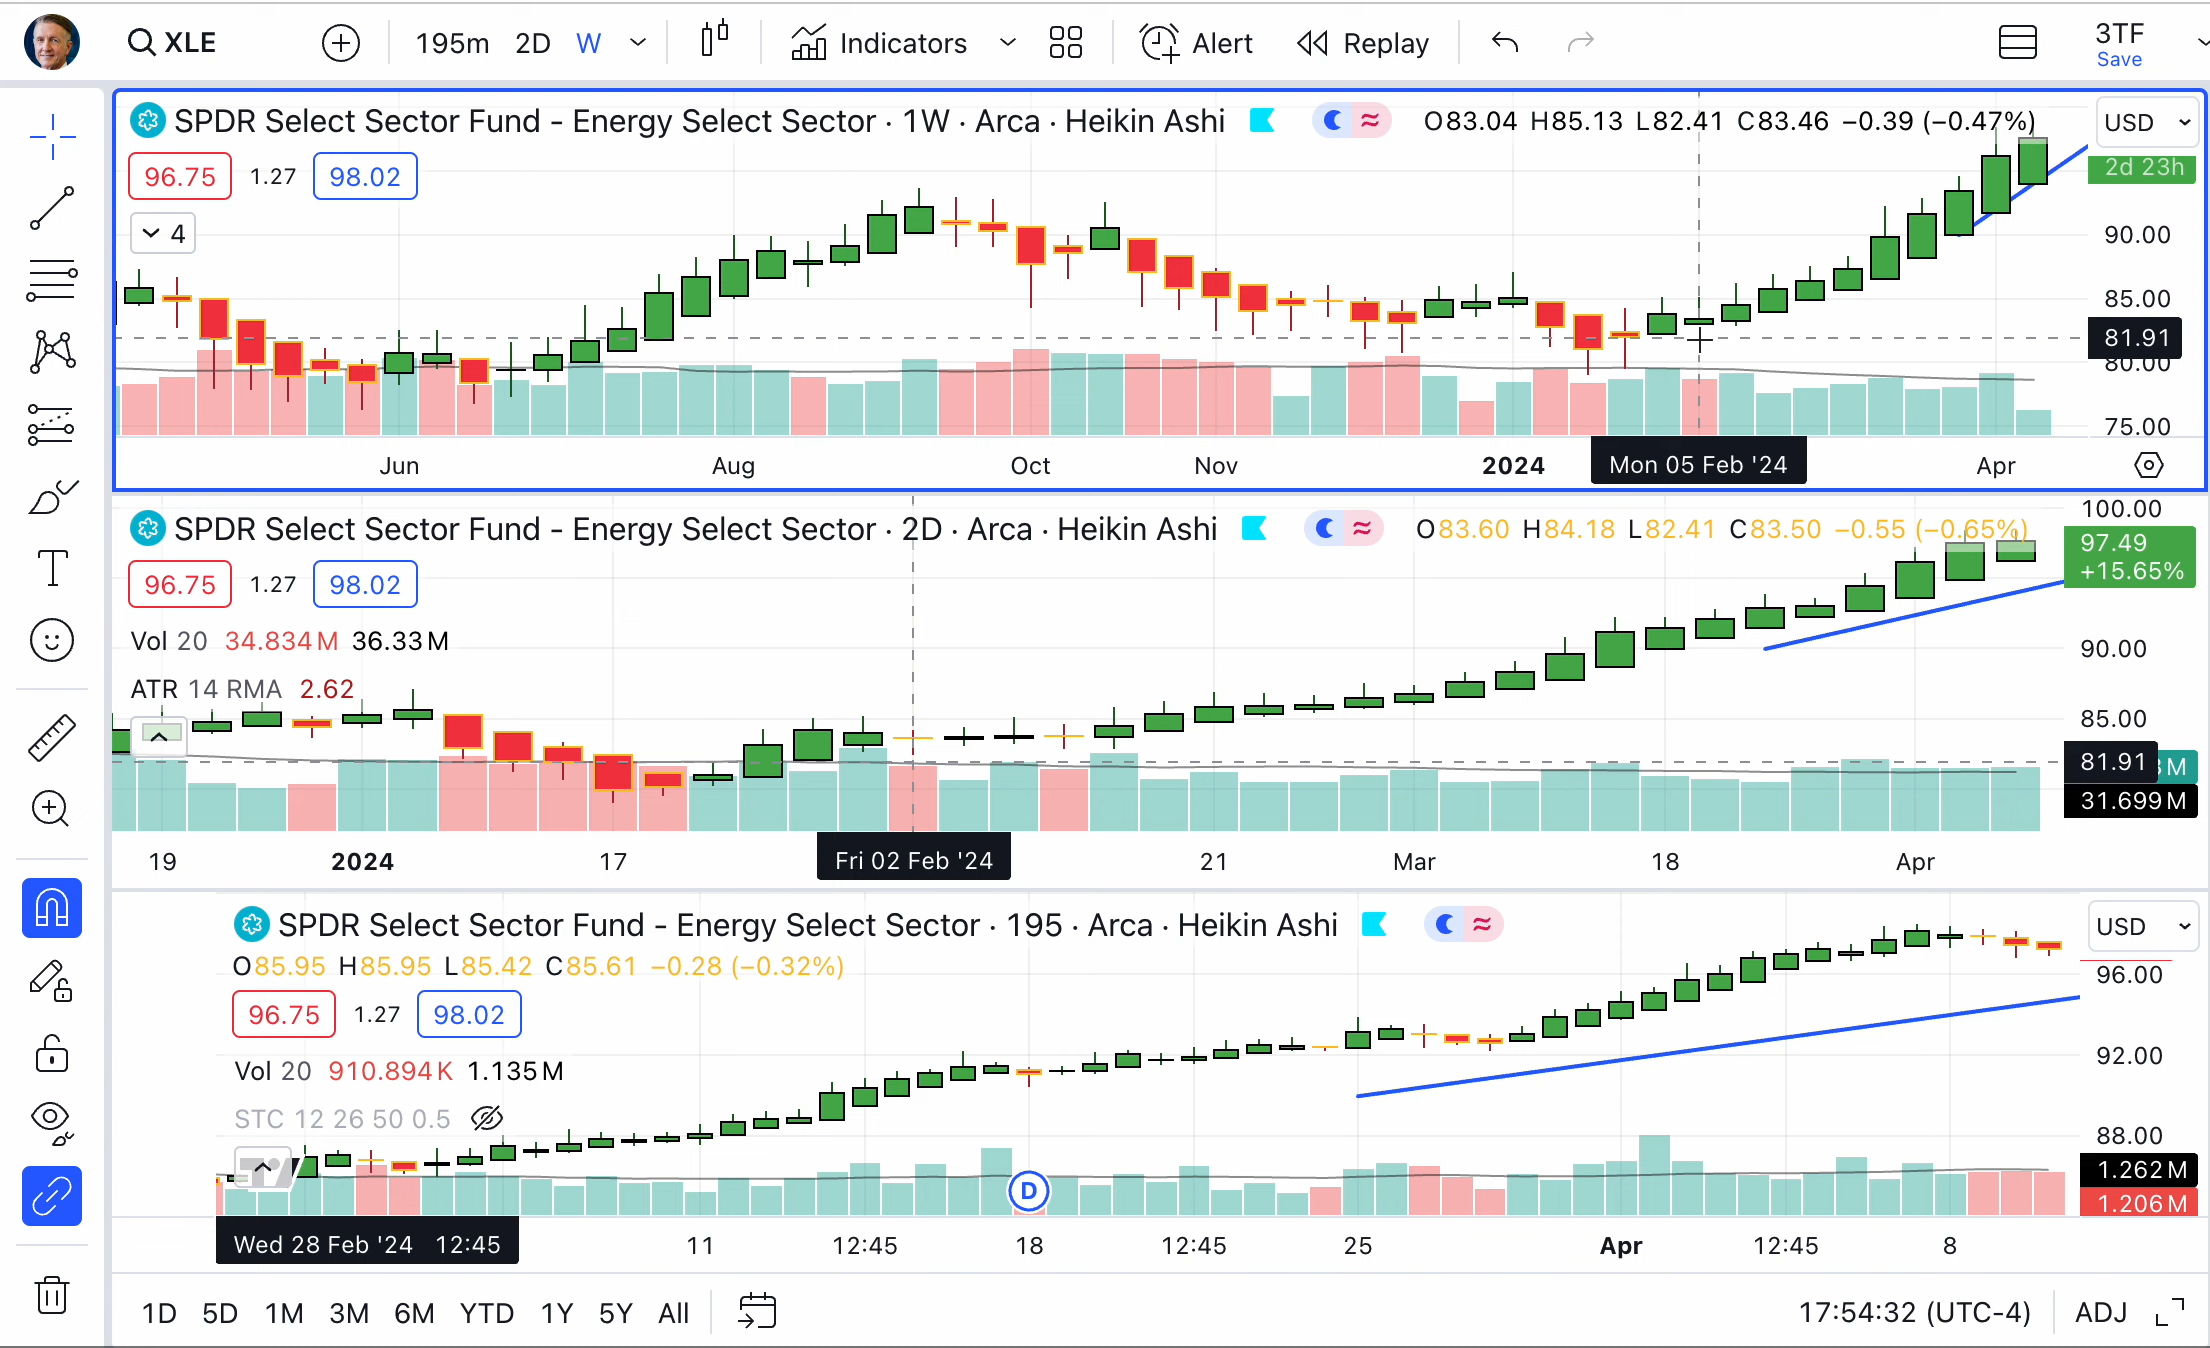 XLE 195m 2D W Indicators Alert Replay 3TF
Save
SPDR Select Sector Fund – Energy Select Sector · 1W · Arca · Heikin Ashi O83.04 H85.13 L82.41 C83.46 −0.39 (−0.47%) USD
96.75 1.27 98.02
2d 23h
4
90.00
85.00
81.91
80.00
75.00
Jun Aug Oct Nov 2024 Mon 05 Feb '24 Apr
100.00
SPDR Select Sector Fund – Energy Select Sector · 2D · Arca · Heikin Ashi O83.60 H84.18 L82.41 C83.50 −0.55 (−0.65%)
97.49
+15.65%
96.75 1.27 98.02
Vol 20 34.834M 36.33M
90.00
ATR 14 RMA 2.62
85.00
81.91 M
31.699M
19 2024 17 Fri 02 Feb '24 21 Mar 18 Apr
SPDR Select Sector Fund – Energy Select Sector · 195 · Arca · Heikin Ashi USD
O85.95 H85.95 L85.42 C85.61 −0.28 (−0.32%)
96.00
96.75 1.27 98.02
92.00
Vol 20 910.894K 1.135M
STC 12 26 50 0.5
88.00
1.262M
D
1.206M
Wed 28 Feb '24 12:45 11 12:45 18 12:45 25 Apr 12:45 8
1D 5D 1M 3M 6M YTD 1Y 5Y All 17:54:32 (UTC-4) ADJ